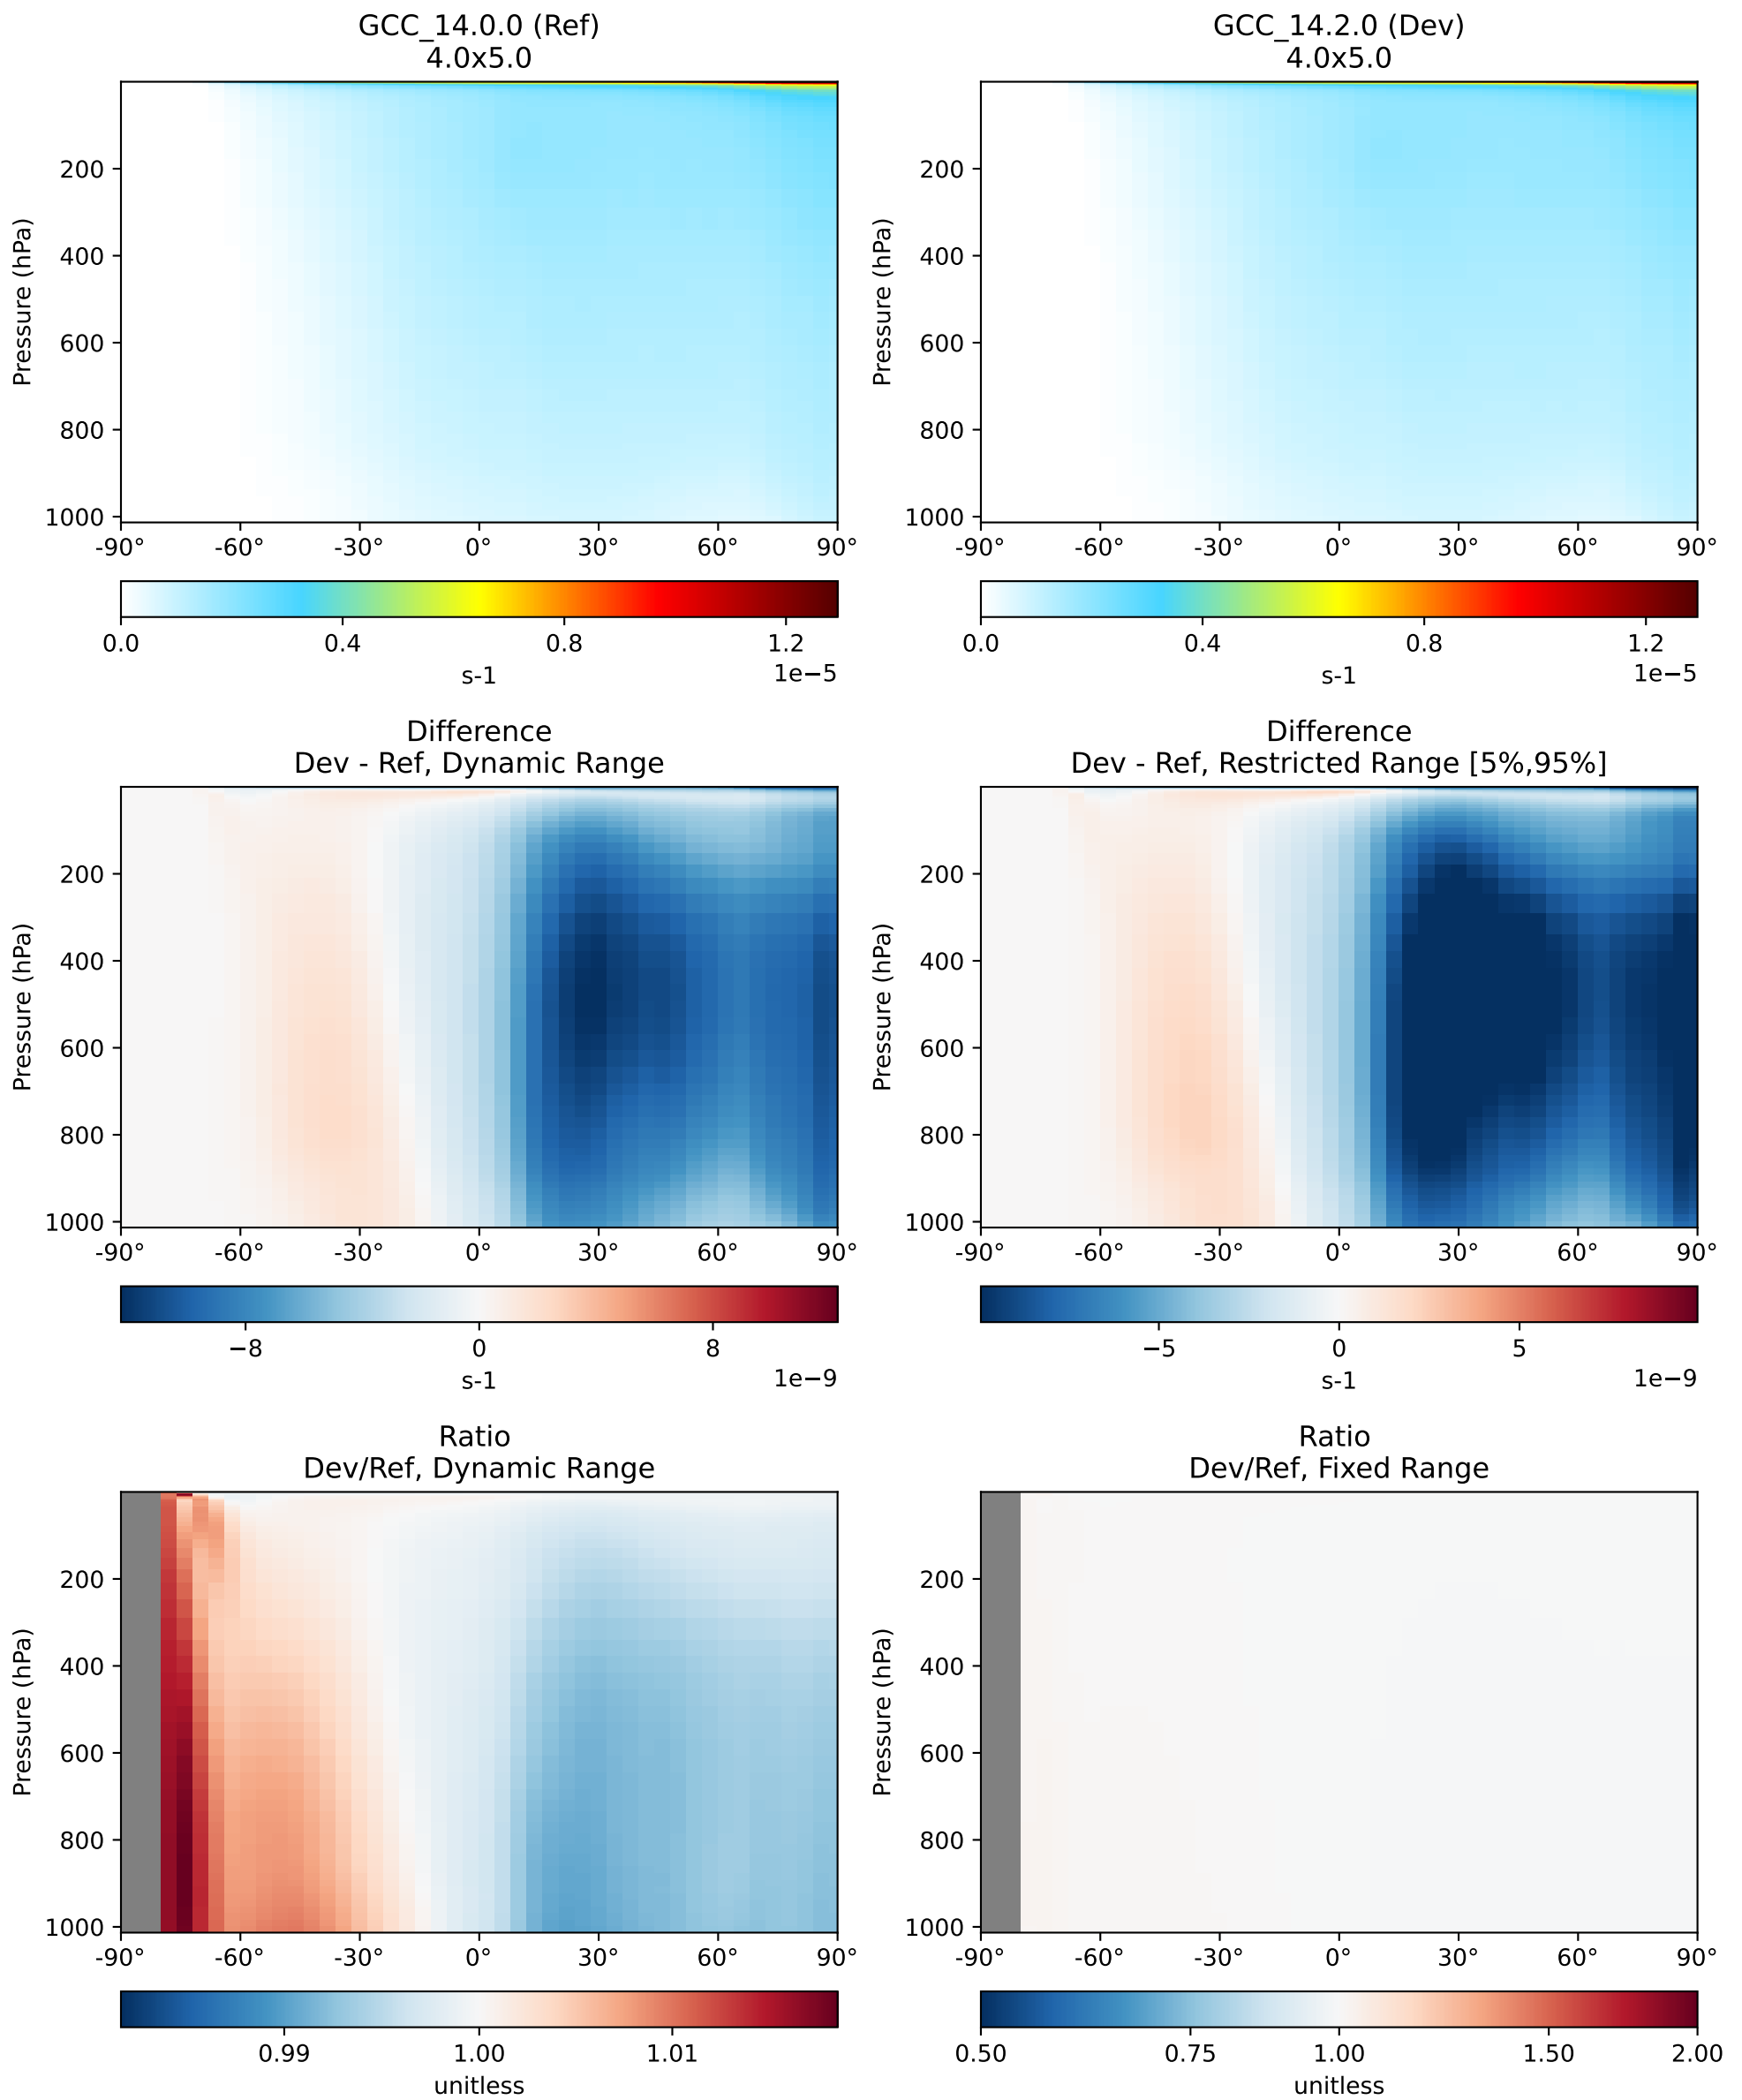 GCC_14.0.0 (Ref)
4.0x5.0
Pressure (hPa)
200
400
600
800
1000
-90° -60° -30° 0° 30° 60° 90°
0.0 0.4 0.8 1.2
s-1
1e−5
GCC_14.2.0 (Dev)
4.0x5.0
Pressure (hPa)
200
400
600
800
1000
-90° -60° -30° 0° 30° 60° 90°
0.0 0.4 0.8 1.2
s-1
1e−5
Difference
Dev - Ref, Dynamic Range
Pressure (hPa)
200
400
600
800
1000
-90° -60° -30° 0° 30° 60° 90°
−8 0 8
s-1
1e−9
Difference
Dev - Ref, Restricted Range [5%,95%]
Pressure (hPa)
200
400
600
800
1000
-90° -60° -30° 0° 30° 60° 90°
−5 0 5
s-1
1e−9
Ratio
Dev/Ref, Dynamic Range
Pressure (hPa)
200
400
600
800
1000
-90° -60° -30° 0° 30° 60° 90°
0.99 1.00 1.01
unitless
Ratio
Dev/Ref, Fixed Range
Pressure (hPa)
200
400
600
800
1000
-90° -60° -30° 0° 30° 60° 90°
0.50 0.75 1.00 1.50 2.00
unitless